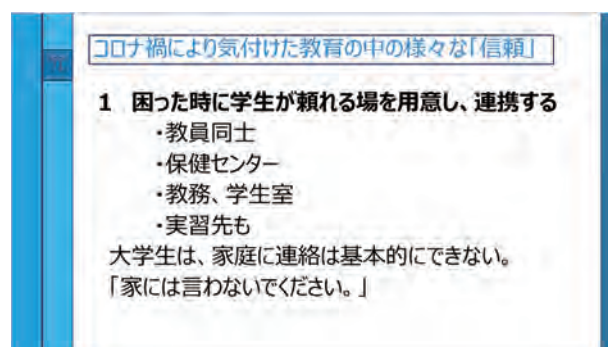 コロナ禍により気付けた教育の中の様々な「信頼」
1 困った時に学生が頼れる場を用意し、連携する
・教員同士
・保健センター
・教務、学生室
・実習先も
大学生は、家庭に連絡は基本的にできない。
「家には言わないでください。」